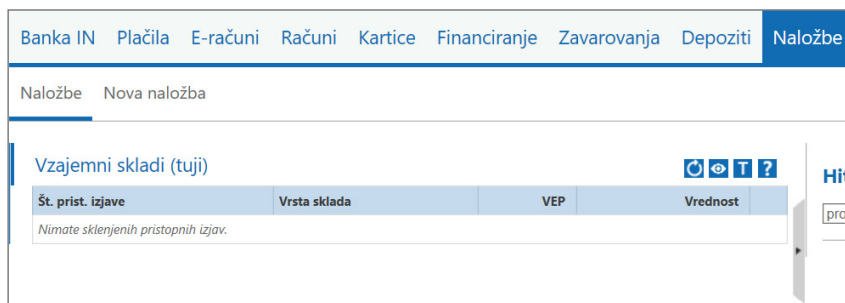 Banka IN Plačila E-računi Računi Kartice Financiranje Zavarovanja Depoziti Naložbe
Naložbe Nova naložba
Vzajemni skladi (tuji)
T ?
Št. prist. izjave Vrsta sklada VEP Vrednost
Nimate sklenjenih pristopnih izjav.